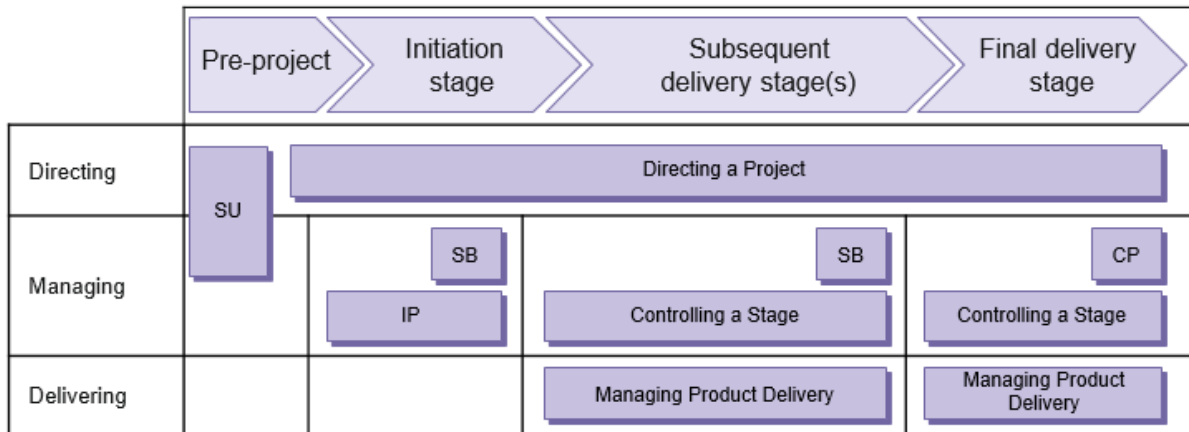 Pre-project
Initiation
stage
Subsequent
delivery stage(s)
Final delivery
stage
Directing
SU
Directing a Project
Managing
SB
SB
CP
IP
Controlling a Stage
Controlling a Stage
Delivering
Managing Product Delivery
Managing Product
Delivery